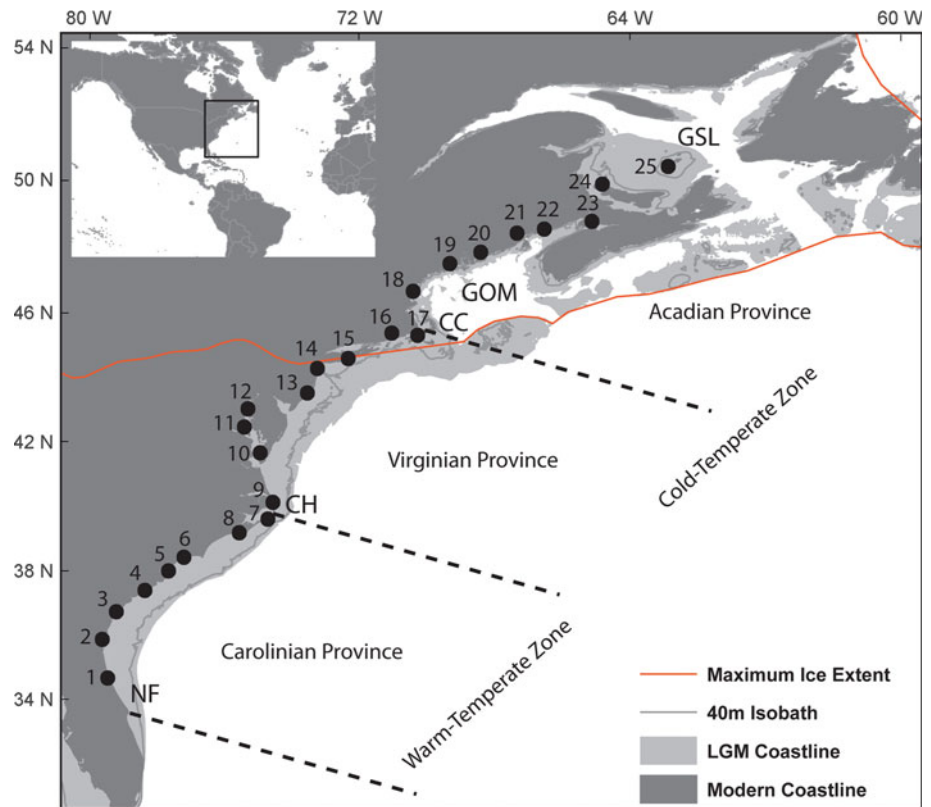 80 W 72 W 64 W 60 W
54 N
50 N
46 N
42 N
38 N
34 N
GSL
25
24
23
22
21
20
19
18
GOM
17 CC
16
15
14
13
12
11
10
9
CH
7
8
6
5
4
3
2
1
NF
Acadian Province
Cold-Temperate Zone
Virginian Province
Carolinian Province
Warm-Temperate Zone
Maximum Ice Extent
40m Isobath
LGM Coastline
Modern Coastline